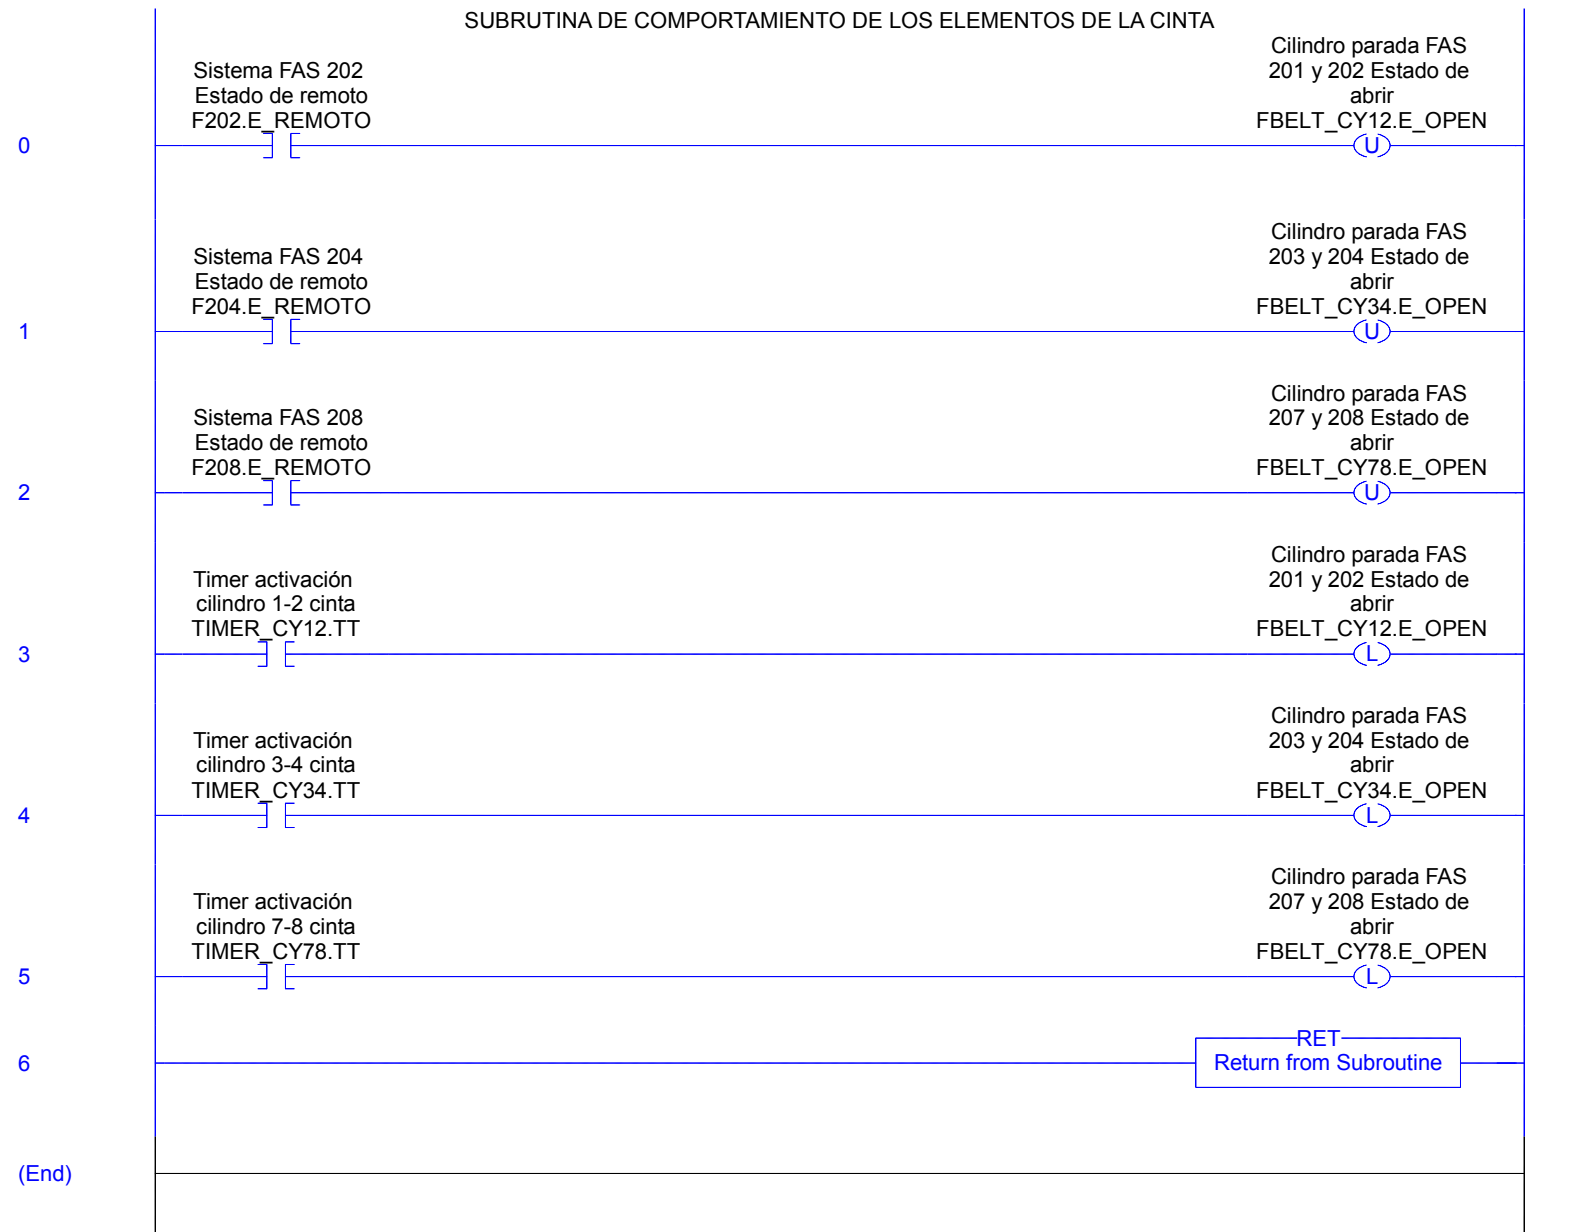 SUBRUTINA DE COMPORTAMIENTO DE LOS ELEMENTOS DE LA CINTA
Sistema FAS 202
Estado de remoto
F202.E_REMOTO
Cilindro parada FAS
201 y 202 Estado de
abrir
FBELT_CY12.E_OPEN
0
U
Sistema FAS 204
Estado de remoto
F204.E_REMOTO
Cilindro parada FAS
203 y 204 Estado de
abrir
FBELT_CY34.E_OPEN
1
U
Sistema FAS 208
Estado de remoto
F208.E_REMOTO
Cilindro parada FAS
207 y 208 Estado de
abrir
FBELT_CY78.E_OPEN
2
U
Timer activación
cilindro 1-2 cinta
TIMER_CY12.TT
Cilindro parada FAS
201 y 202 Estado de
abrir
FBELT_CY12.E_OPEN
3
L
Timer activación
cilindro 3-4 cinta
TIMER_CY34.TT
Cilindro parada FAS
203 y 204 Estado de
abrir
FBELT_CY34.E_OPEN
4
L
Timer activación
cilindro 7-8 cinta
TIMER_CY78.TT
Cilindro parada FAS
207 y 208 Estado de
abrir
FBELT_CY78.E_OPEN
5
L
RET
6
Return from Subroutine
(End)